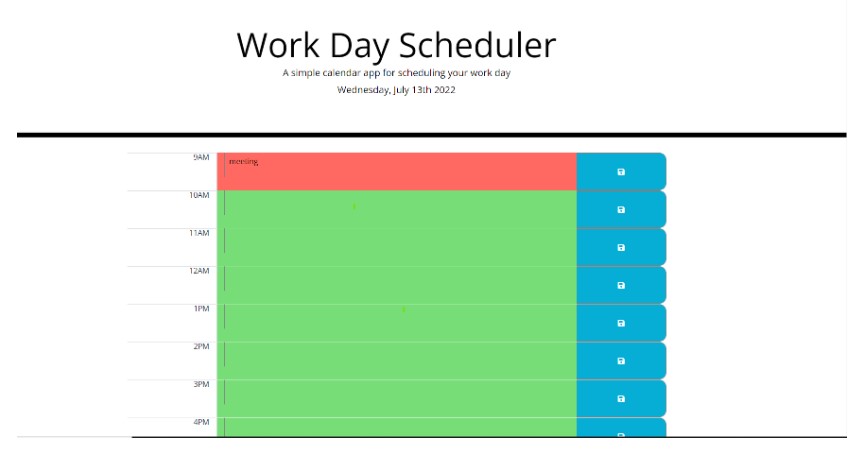 Work Day Scheduler
A simple calendar app for scheduling your work day
Wednesday, July 13th 2022
9AM meeting
10AM
11AM
12AM
1PM
2PM
3PM
4PM